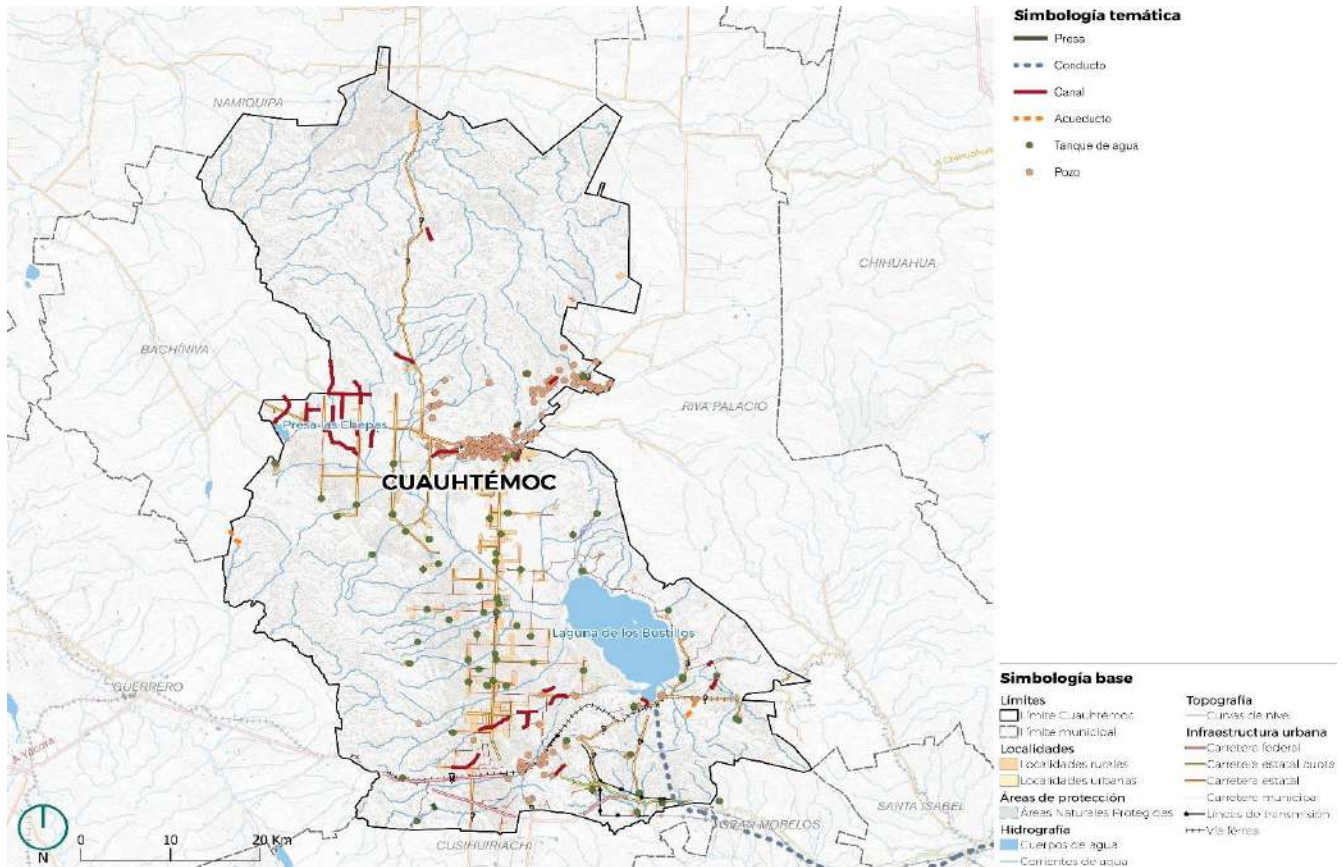 Simbología temática
Presa
Conducto
Canal
Acueducto
Tanque de agua
Pozo
NAMIQUIPA
A Chihuahua
CHIHUAHUA
BACHÍNIVA
RIVA PALACIO
Presa las Chepas
CUAUHTÉMOC
Laguna de los Bustillos
GUERRERO
A Yécora
SANTA ISABEL
GRAN MORELOS
CUSIHUIRIACHI
N
0 10 20 Km
Simbología base
Límites
Límite Cuauhtémoc
Límite municipal
Localidades
Localidades rurales
Localidades urbanas
Áreas de protección
Áreas Naturales Protegidas
Hidrografía
Cuerpos de agua
Corrientes de agua
Topografía
Curvas de nivel
Infraestructura urbana
Carretera federal
Carretera estatal cuota
Carretera estatal
Carretera municipal
Líneas de transmisión
Vía férrea